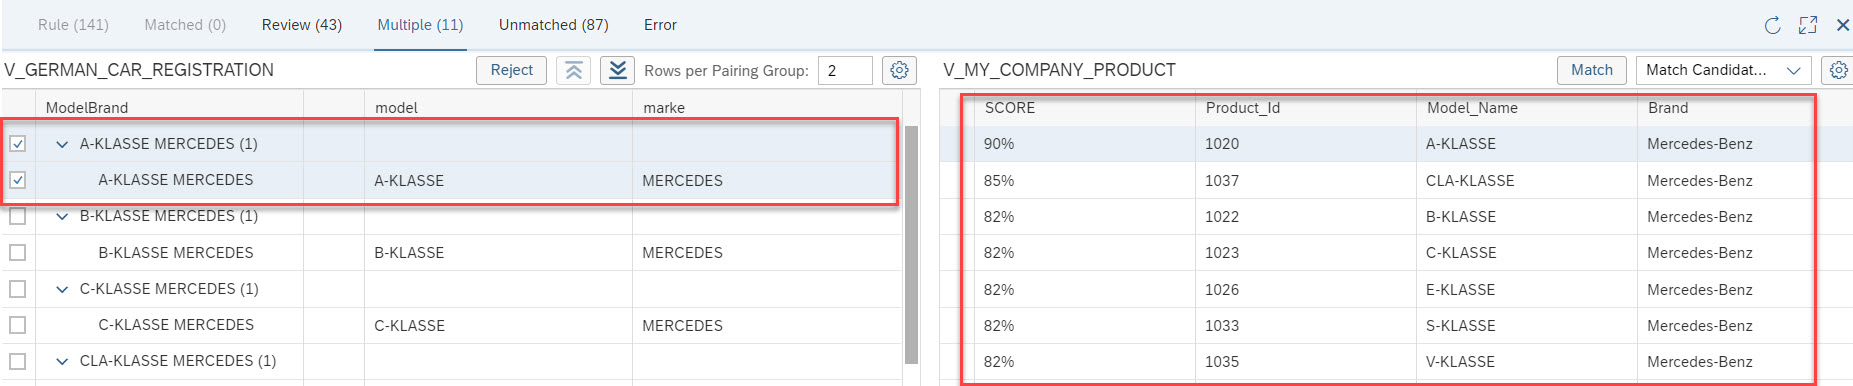 Rule (141) Matched (0) Review (43) Multiple (11) Unmatched (87) Error
V_GERMAN_CAR_REGISTRATION Reject Rows per Pairing Group: 2
ModelBrand model marke
A-KLASSE MERCEDES (1)
A-KLASSE MERCEDES A-KLASSE MERCEDES
B-KLASSE MERCEDES (1)
B-KLASSE MERCEDES B-KLASSE MERCEDES
C-KLASSE MERCEDES (1)
C-KLASSE MERCEDES C-KLASSE MERCEDES
CLA-KLASSE MERCEDES (1)
V_MY_COMPANY_PRODUCT Match Match Candidat...
SCORE Product_Id Model_Name Brand
90% 1020 A-KLASSE Mercedes-Benz
85% 1037 CLA-KLASSE Mercedes-Benz
82% 1022 B-KLASSE Mercedes-Benz
82% 1023 C-KLASSE Mercedes-Benz
82% 1026 E-KLASSE Mercedes-Benz
82% 1033 S-KLASSE Mercedes-Benz
82% 1035 V-KLASSE Mercedes-Benz